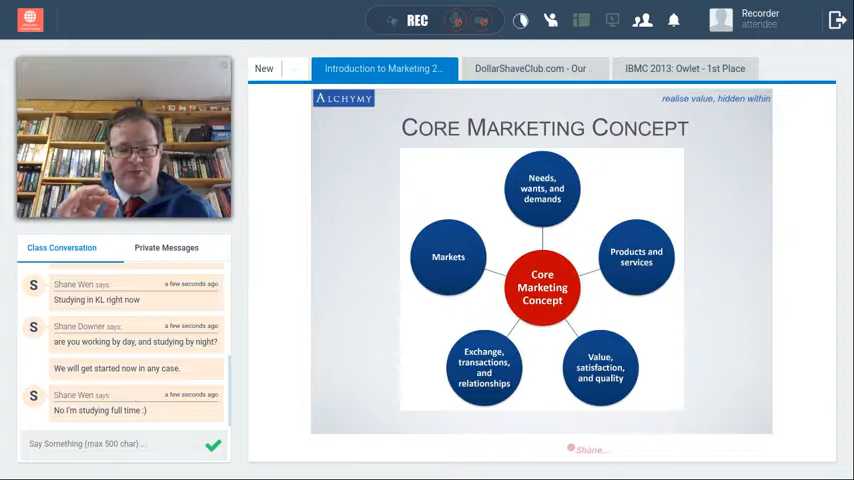 REC
Recorder
attendee
New
Introduction to Marketing 2...
DollarShaveClub.com - Our ...
IBMC 2013: Owlet - 1st Place
ALCHYMY
realise value, hidden within
CORE MARKETING CONCEPT
Needs,
wants, and
demands
Markets
Products and
services
Core
Marketing
Concept
Exchange,
transactions,
and
relationships
Value,
satisfaction,
and quality
Shane...
Class Conversation
Private Messages
S
Shane Wen says:
a few seconds ago
Studying in KL right now
S
Shane Downer says:
a few seconds ago
are you working by day, and studying by night?
We will get started now in any case.
S
Shane Wen says:
a few seconds ago
No I'm studying full time :)
Say Something (max 500 char) ...